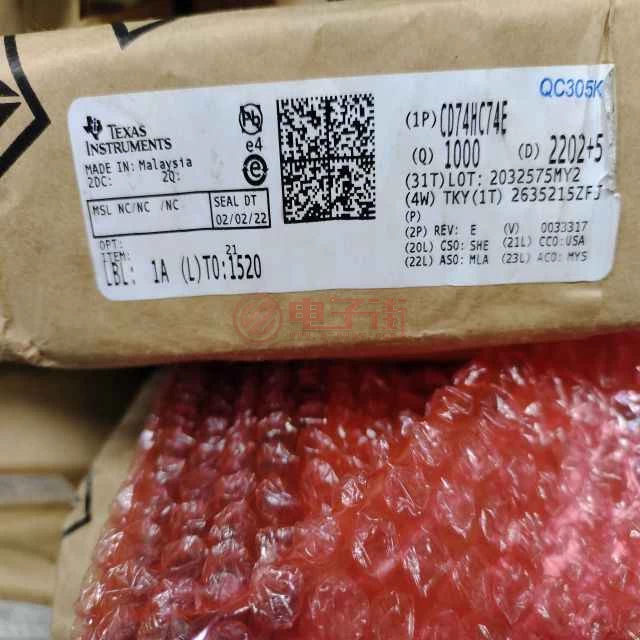 QC305K
TEXAS
INSTRUMENTS
MADE IN: Malaysia
2DC: 2Q:
Pb
e4
MSL NC/NC /NC
SEAL DT
02/02/22
OPT:
ITEM:
21
LBL: 1A (L)TO:1520
(1P) CD74HC74E
(Q) 1000 (D) 2202+5
(31T)LOT: 2032575MY2
(4W) TKY(1T) 2635215ZFJ
(P)
(2P) REV: E (V) 0033317
(20L) CSO: SHE (21L) CCO:USA
(22L) ASO: MLA (23L) ACO: MYS
电子街